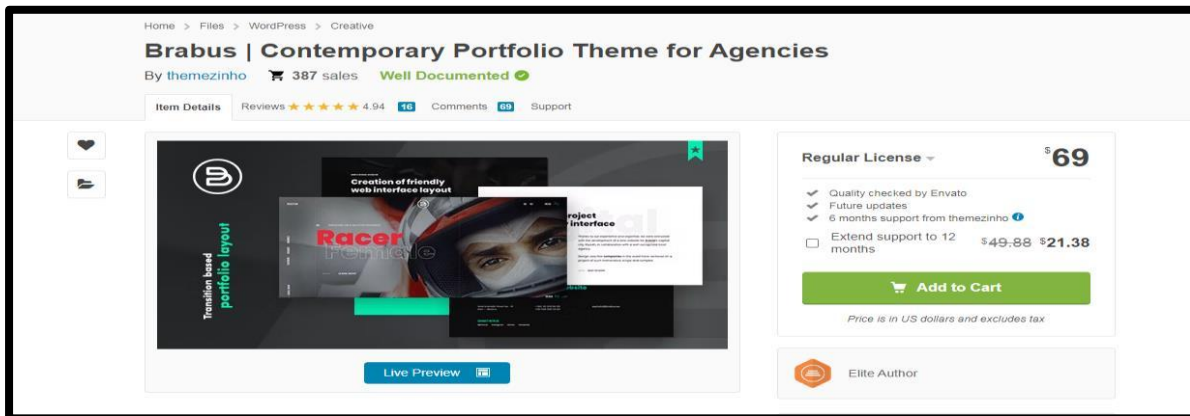 Home > Files > WordPress > Creative
Brabus | Contemporary Portfolio Theme for Agencies
By themezinho 387 sales Well Documented
Item Details Reviews 4.94 16 Comments 69 Support
Transition based
portfolio layout
Creation of friendly
web interface layout
Racer
Female
Live Preview
Regular License $69
Quality checked by Envato
Future updates
6 months support from themezinho
Extend support to 12
months $49.88 $21.38
Add to Cart
Price is in US dollars and excludes tax
Elite Author